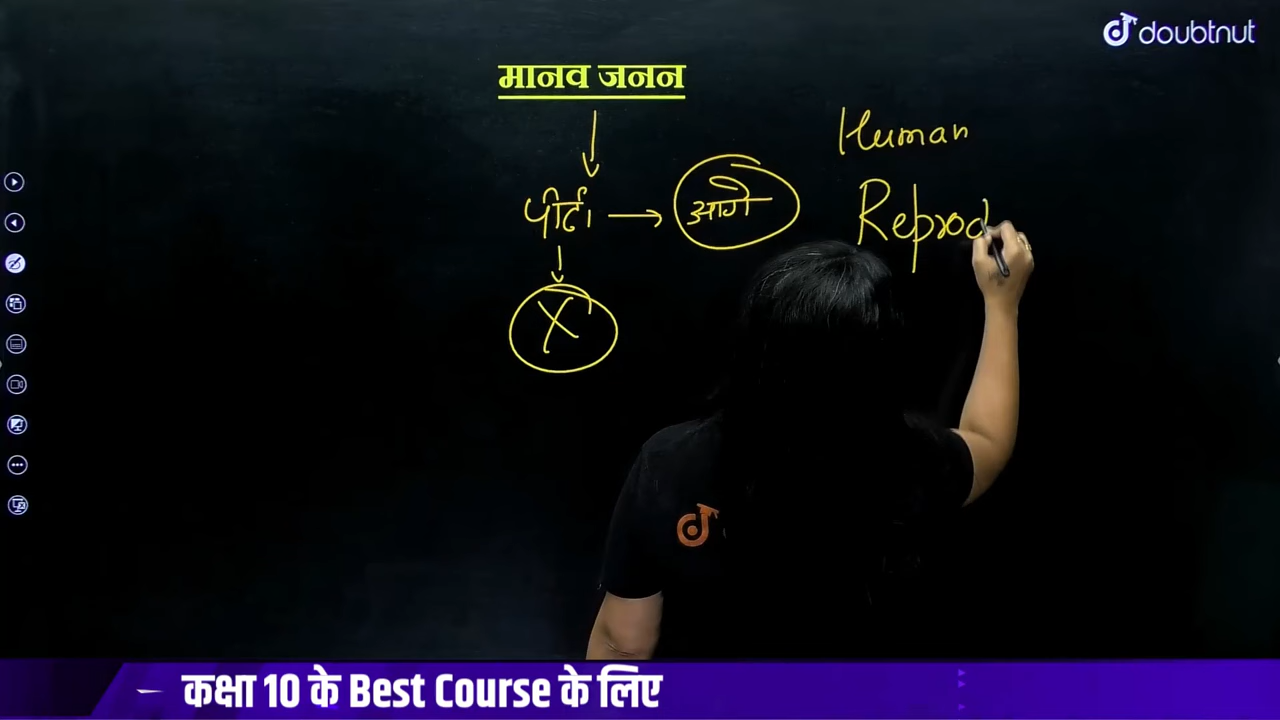 doubtnut
मानव जनन
Human
आगे
Reprod
X
कक्षा 10 के Best Course के लिए